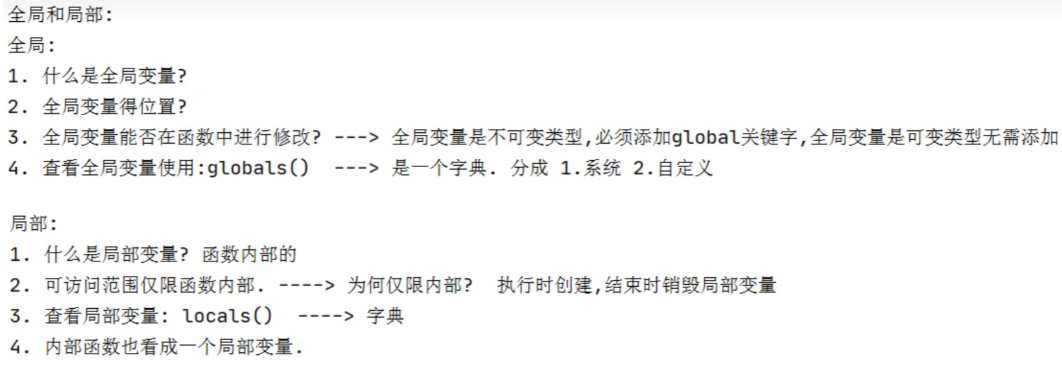 全局和局部:
全局:
1. 什么是全局变量?
2. 全局变量得位置?
3. 全局变量能否在函数中进行修改? ---> 全局变量是不可变类型,必须添加global关键字,全局变量是可变类型无需添加
4. 查看全局变量使用:globals() ---> 是一个字典. 分成 1.系统 2.自定义
局部:
1. 什么是局部变量? 函数内部的
2. 可访问范围仅限函数内部. ----> 为何仅限内部? 执行时创建,结束时销毁局部变量
3. 查看局部变量: locals() ----> 字典
4. 内部函数也看成一个局部变量.